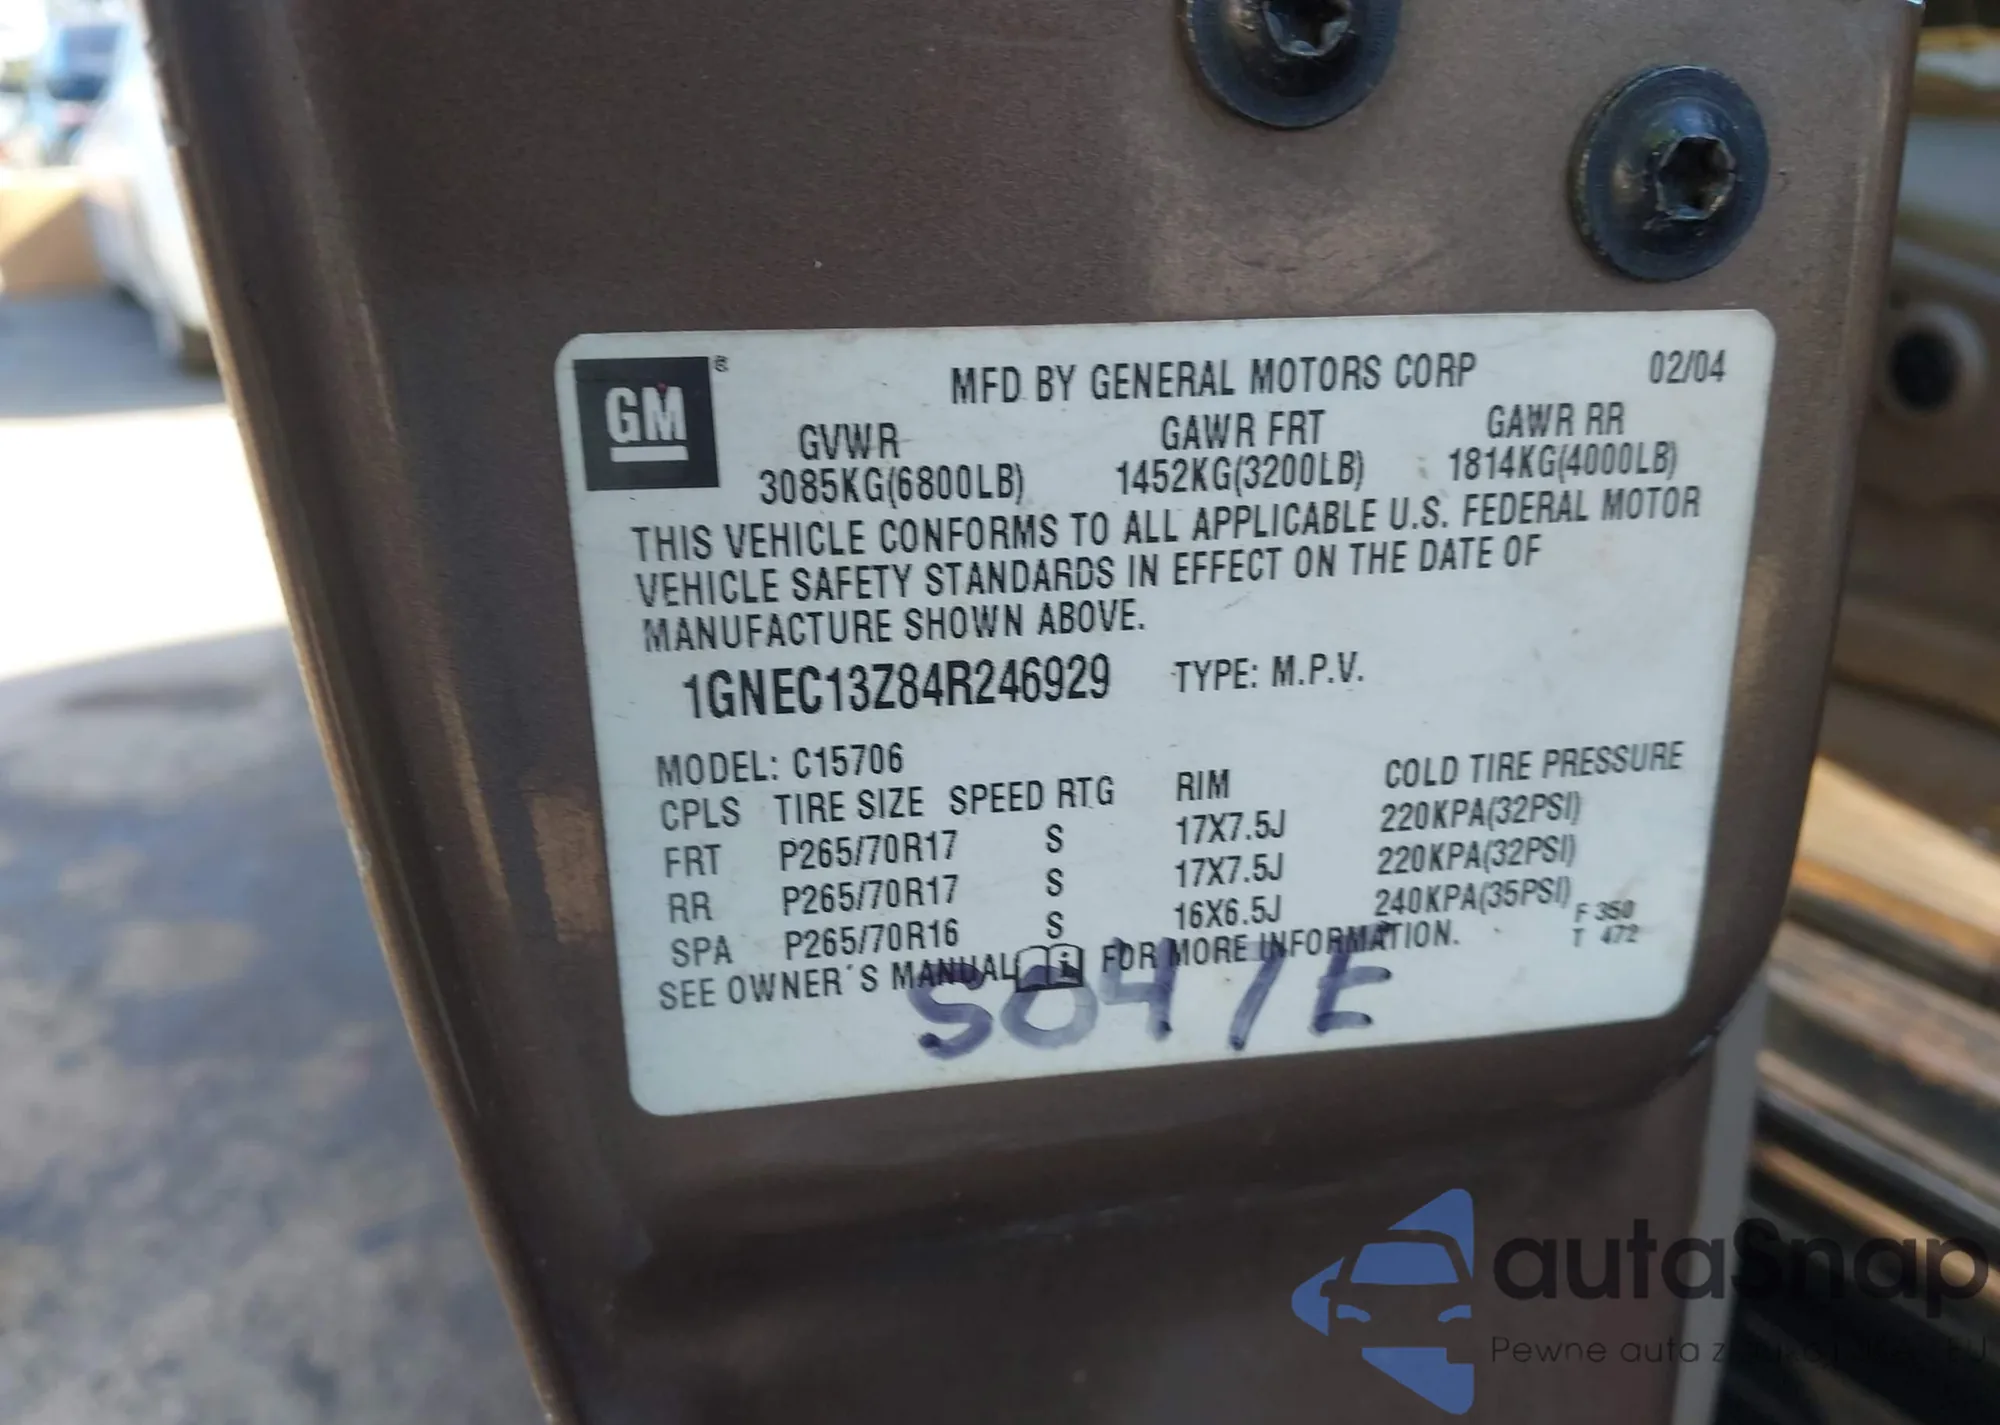 GM®
MFD BY GENERAL MOTORS CORP 02/04
GVWR GAWR FRT GAWR RR
3085KG(6800LB) 1452KG(3200LB) 1814KG(4000LB)
THIS VEHICLE CONFORMS TO ALL APPLICABLE U.S. FEDERAL MOTOR
VEHICLE SAFETY STANDARDS IN EFFECT ON THE DATE OF
MANUFACTURE SHOWN ABOVE.
1GNEC13Z84R246929 TYPE: M.P.V.
MODEL: C15706
CPLS TIRE SIZE SPEED RTG RIM COLD TIRE PRESSURE
FRT P265/70R17 S 17X7.5J 220KPA(32PSI)
RR P265/70R17 S 17X7.5J 220KPA(32PSI)
SPA P265/70R16 S 16X6.5J 240KPA(35PSI)
F 350
T 472
SEE OWNER'S MANUAL i FOR MORE INFORMATION.
5041E
autaSnap
Pewne auta z